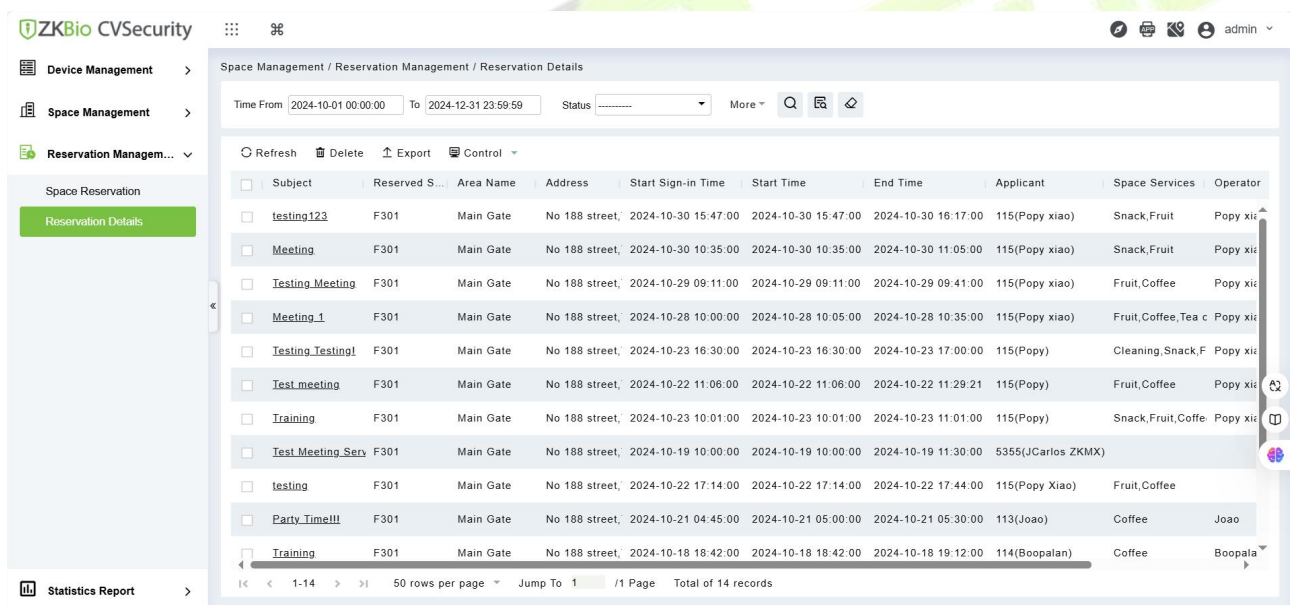 ZKBio CVSecurity
admin
Device Management
Space Management
Reservation Managem...
Space Reservation
Reservation Details
Statistics Report
Space Management / Reservation Management / Reservation Details
Time From 2024-10-01 00:00:00 To 2024-12-31 23:59:59 Status ---------- More
Refresh Delete Export Control
Subject Reserved S... Area Name Address Start Sign-in Time Start Time End Time Applicant Space Services Operator
testing123 F301 Main Gate No 188 street, 2024-10-30 15:47:00 2024-10-30 15:47:00 2024-10-30 16:17:00 115(Popy xiao) Snack,Fruit Popy xia
Meeting F301 Main Gate No 188 street, 2024-10-30 10:35:00 2024-10-30 10:35:00 2024-10-30 11:05:00 115(Popy xiao) Snack,Fruit Popy xia
Testing Meeting F301 Main Gate No 188 street, 2024-10-29 09:11:00 2024-10-29 09:11:00 2024-10-29 09:41:00 115(Popy xiao) Fruit,Coffee Popy xia
Meeting 1 F301 Main Gate No 188 street, 2024-10-28 10:00:00 2024-10-28 10:05:00 2024-10-28 10:35:00 115(Popy xiao) Fruit,Coffee,Tea c Popy xia
Testing Testing! F301 Main Gate No 188 street, 2024-10-23 16:30:00 2024-10-23 16:30:00 2024-10-23 17:00:00 115(Popy) Cleaning,Snack,F Popy xia
Test meeting F301 Main Gate No 188 street, 2024-10-22 11:06:00 2024-10-22 11:06:00 2024-10-22 11:29:21 115(Popy) Fruit,Coffee Popy xia
Training F301 Main Gate No 188 street, 2024-10-23 10:01:00 2024-10-23 10:01:00 2024-10-23 11:01:00 115(Popy) Snack,Fruit,Coffe Popy xia
Test Meeting Serv F301 Main Gate No 188 street, 2024-10-19 10:00:00 2024-10-19 10:00:00 2024-10-19 11:30:00 5355(JCarlos ZKMX)
testing F301 Main Gate No 188 street, 2024-10-22 17:14:00 2024-10-22 17:14:00 2024-10-22 17:44:00 115(Popy Xiao) Fruit,Coffee
Party Time!!! F301 Main Gate No 188 street, 2024-10-21 04:45:00 2024-10-21 05:00:00 2024-10-21 05:30:00 113(Joao) Coffee Joao
Training F301 Main Gate No 188 street, 2024-10-18 18:42:00 2024-10-18 18:42:00 2024-10-18 19:12:00 114(Boopalan) Coffee Boopala
1-14 50 rows per page Jump To 1 /1 Page Total of 14 records